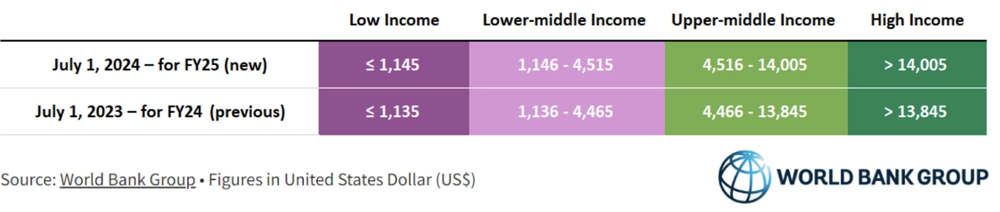 Low Income Lower-middle Income Upper-middle Income High Income
July 1, 2024 – for FY25 (new) ≤ 1,145 1,146 - 4,515 4,516 - 14,005 > 14,005
July 1, 2023 – for FY24 (previous) ≤ 1,135 1,136 - 4,465 4,466 - 13,845 > 13,845
Source: World Bank Group • Figures in United States Dollar (US$)
WORLD BANK GROUP